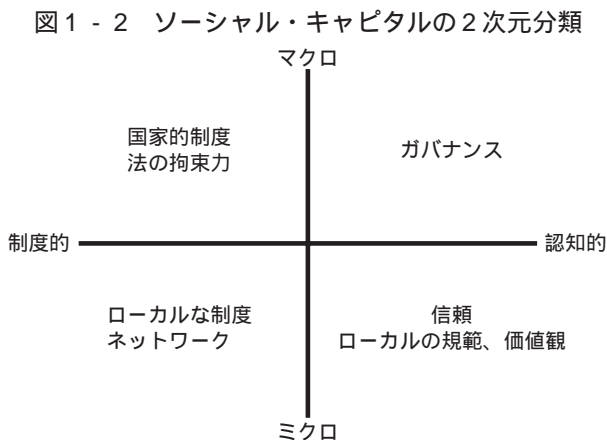 図1-2 ソーシャル・キャピタルの2次元分類
マクロ
国家的制度
法の拘束力
ガバナンス
制度的
認知的
ローカルな制度
ネットワーク
信頼
ローカルの規範、価値観
ミクロ